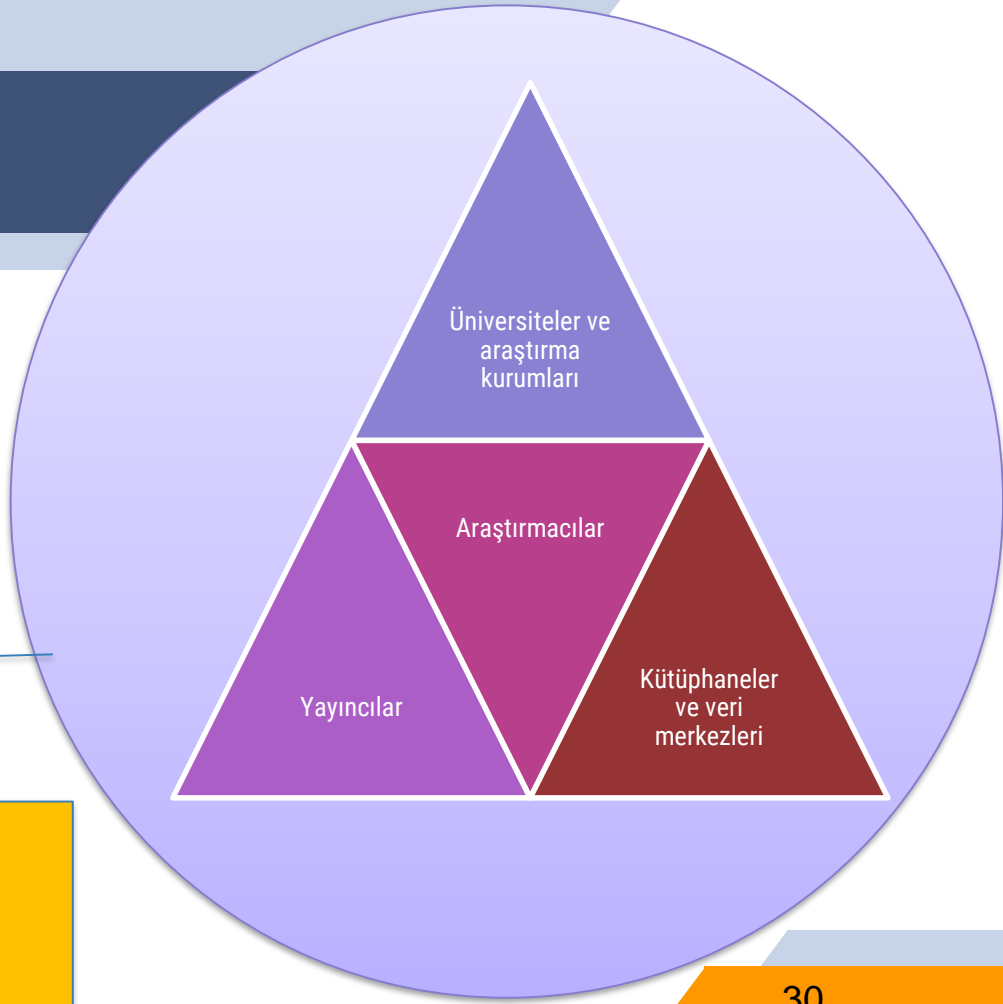 Üniversiteler ve
araştırma
kurumları
Araştırmacılar
Yayıncılar
Kütüphaneler
ve veri
merkezleri
30